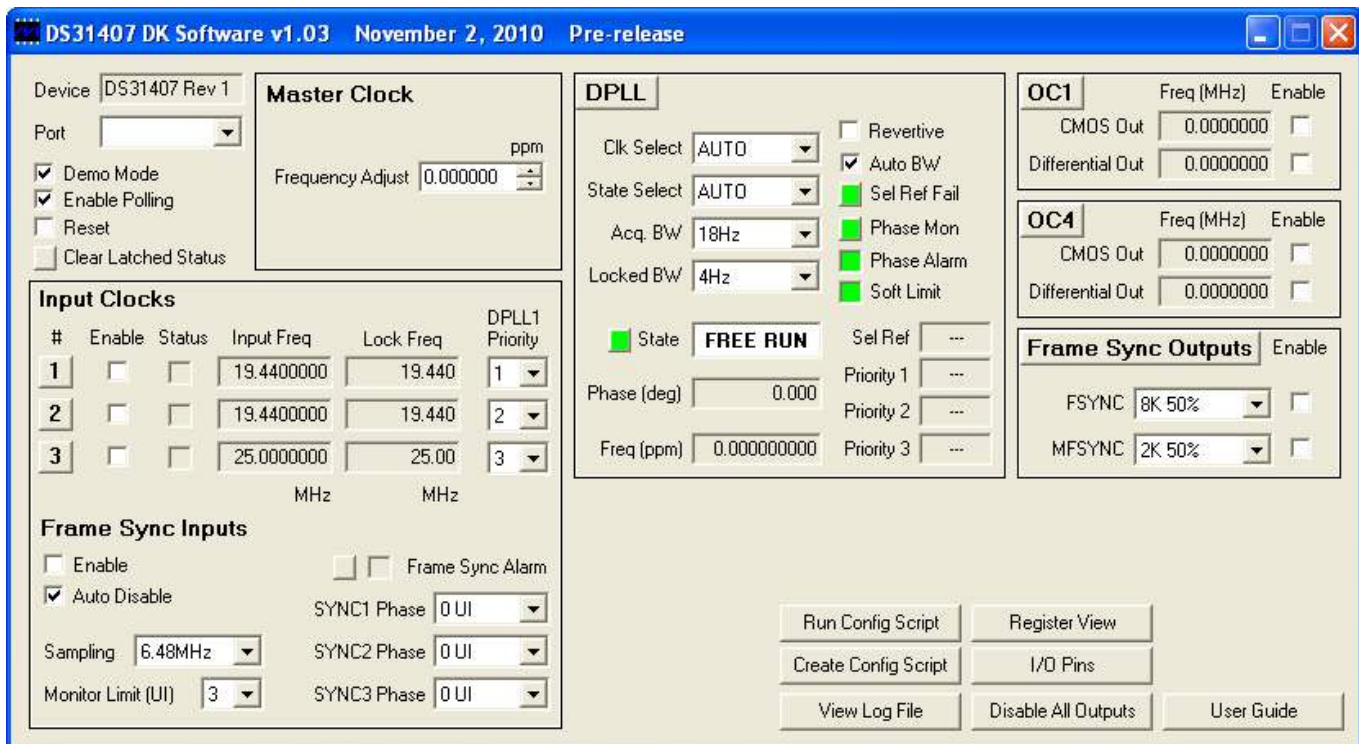 DS31407 DK Software v1.03 November 2, 2010 Pre-release
Device DS31407 Rev 1
Port
Demo Mode
Enable Polling
Reset
Clear Latched Status
Master Clock
ppm
Frequency Adjust 0.000000
Input Clocks
# Enable Status Input Freq Lock Freq DPLL1 Priority
1 19.4400000 19.440 1
2 19.4400000 19.440 2
3 25.0000000 25.00 3
MHz MHz
Frame Sync Inputs
Enable
Auto Disable
Frame Sync Alarm
SYNC1 Phase 0 UI
Sampling 6.48MHz
SYNC2 Phase 0 UI
Monitor Limit (UI) 3
SYNC3 Phase 0 UI
DPLL
Clk Select AUTO
State Select AUTO
Acq. BW 18Hz
Locked BW 4Hz
Revertive
Auto BW
Sel Ref Fail
Phase Mon
Phase Alarm
Soft Limit
State FREE RUN
Phase (deg) 0.000
Freq (ppm) 0.000000000
Sel Ref ---
Priority 1 ---
Priority 2 ---
Priority 3 ---
OC1 Freq (MHz) Enable
CMOS Out 0.0000000
Differential Out 0.0000000
OC4 Freq (MHz) Enable
CMOS Out 0.0000000
Differential Out 0.0000000
Frame Sync Outputs Enable
FSYNC 8K 50%
MFSYNC 2K 50%
Run Config Script Register View
Create Config Script I/O Pins
View Log File Disable All Outputs User Guide